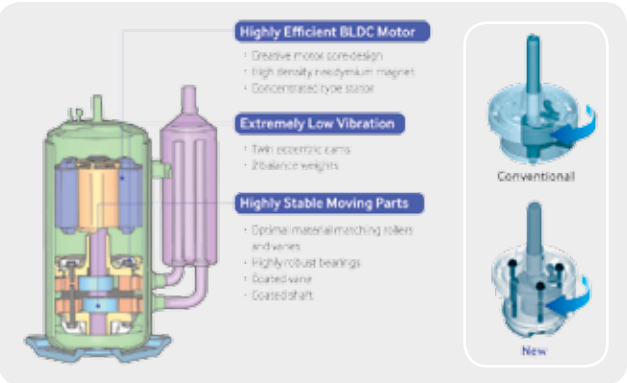 Highly Efficient BLDC Motor
· Creative motor core design
· High density neodymium magnet
· Concentrated type stator
Extremely Low Vibration
· Twin eccentric cams
· 2 balance weights
Highly Stable Moving Parts
· Optimal material matching rollers
and vanes
· Highly robust bearings
· Coated vane
· Coated shaft
Conventional
New